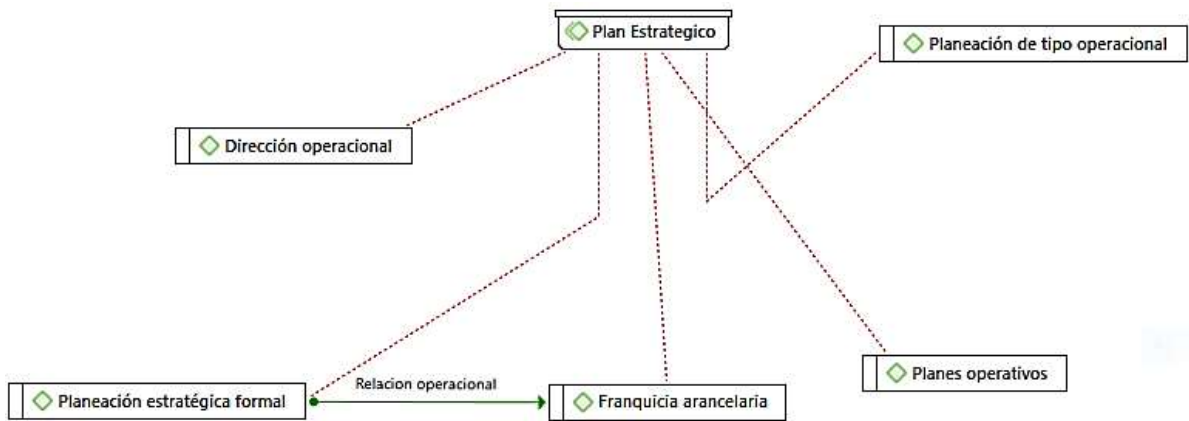 Plan Estrategico
Planeación de tipo operacional
Dirección operacional
Planes operativos
Relacion operacional
Planeación estratégica formal
Franquicia arancelaria